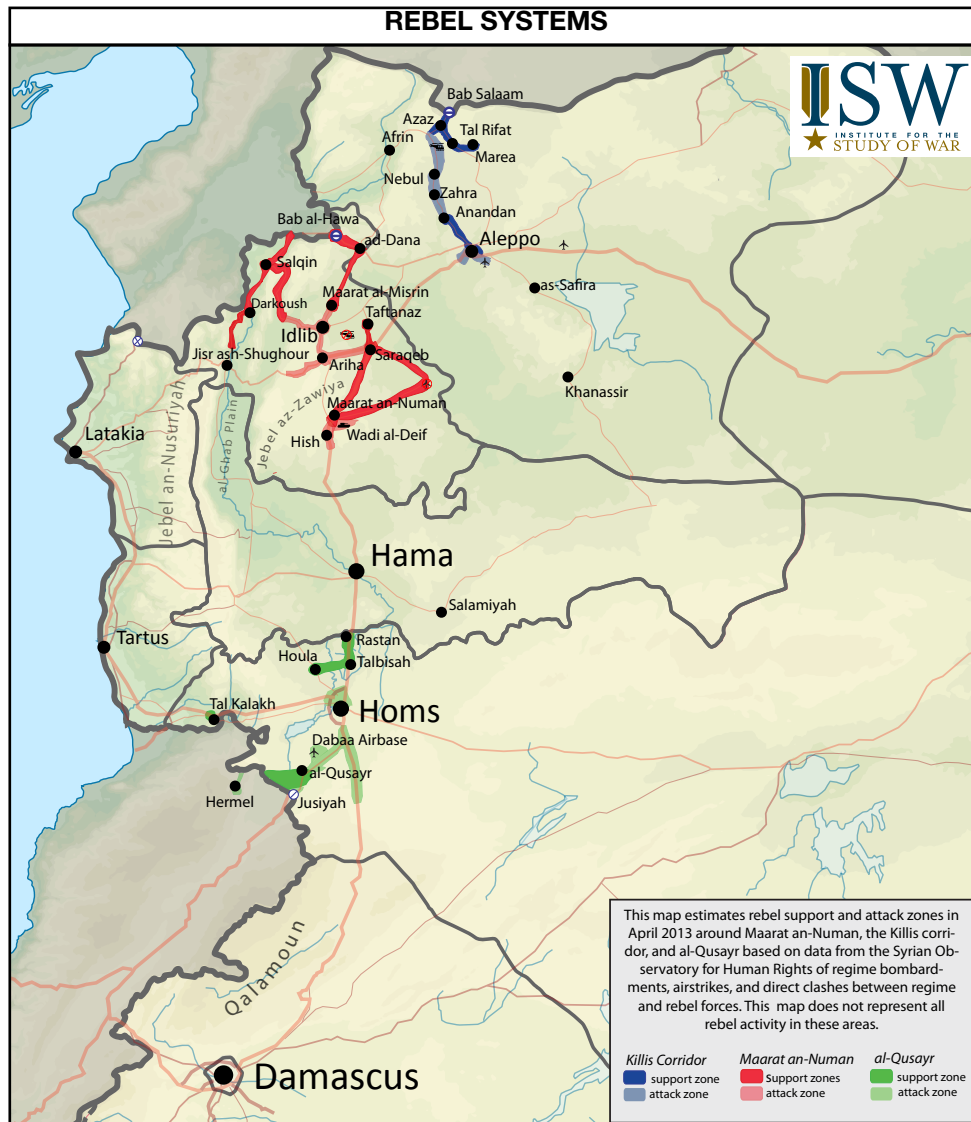 REBEL SYSTEMS
ISW
INSTITUTE FOR THE
STUDY OF WAR
Bab Salaam
Azaz
Tal Rifat
Afrin
Marea
Nebul
Zahra
Anandan
Bab al-Hawa
ad-Dana
Aleppo
Salqin
as-Safira
Darkoush
Maarat al-Misrin
Taftanaz
Idlib
Jisr ash-Shughour
Ariha
Saraqeb
Khanassir
Jebel an-Nusuriyah
al-Ghab Plain
Jebel az-Zawiya
Maarat an-Numan
Latakia
Hish
Wadi al-Deif
Hama
Salamiyah
Tartus
Rastan
Houla
Talbisah
Tal Kalakh
Homs
Dabaa Airbase
al-Qusayr
Hermel
Jusiyah
Qalamoun
Damascus
This map estimates rebel support and attack zones in
April 2013 around Maarat an-Numan, the Killis corri-
dor, and al-Qusayr based on data from the Syrian Ob-
servatory for Human Rights of regime bombard-
ments, airstrikes, and direct clashes between regime
and rebel forces. This map does not represent all
rebel activity in these areas.
Killis Corridor
support zone
attack zone
Maarat an-Numan
Support zones
attack zone
al-Qusayr
support zone
attack zone